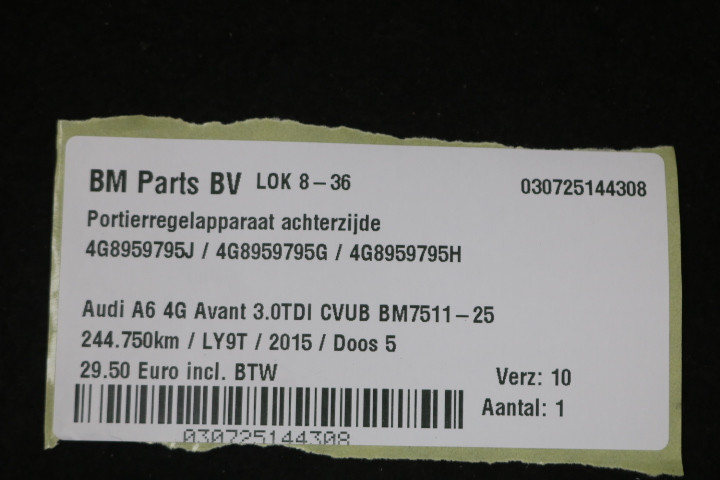 BM Parts BV LOK 8-36 030725144308
Portierregelapparaat achterzijde
4G8959795J / 4G8959795G / 4G8959795H
Audi A6 4G Avant 3.0TDI CVUB BM7511-25
244.750km / LY9T / 2015 / Doos 5
29.50 Euro incl. BTW
Verz: 10
Aantal: 1
030725144308